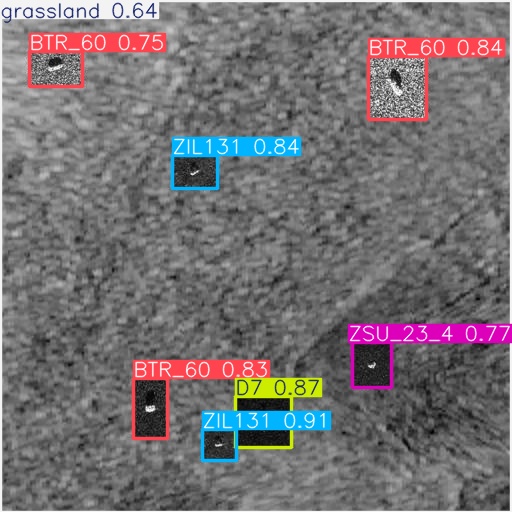 grassland 0.64
BTR_60 0.75
BTR_60 0.84
ZIL131 0.84
ZSU_23_4 0.77
BTR_60 0.83
D7 0.87
ZIL131 0.91